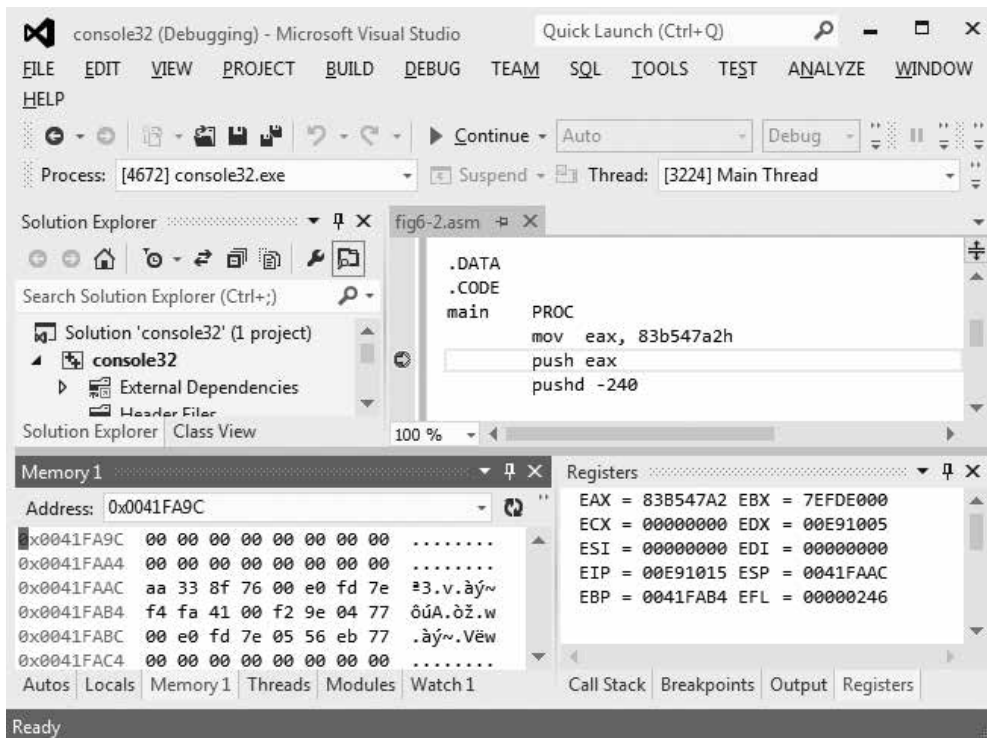 console32 (Debugging) - Microsoft Visual Studio
Quick Launch (Ctrl+Q)
FILE EDIT VIEW PROJECT BUILD DEBUG TEAM SQL TOOLS TEST ANALYZE WINDOW
HELP
Continue Auto Debug
Process: [4672] console32.exe Suspend Thread: [3224] Main Thread
Solution Explorer
fig6-2.asm
Search Solution Explorer (Ctrl+;)
Solution 'console32' (1 project)
console32
External Dependencies
Header Files
Solution Explorer Class View
.DATA
.CODE
main PROC
mov eax, 83b547a2h
push eax
pushd -240
100 %
Memory 1
Address: 0x0041FA9C
0x0041FA9C 00 00 00 00 00 00 00 00 ........
0x0041FAA4 00 00 00 00 00 00 00 00 ........
0x0041FAAC aa 33 8f 76 00 e0 fd 7e ª3.v.àý~
0x0041FAB4 f4 fa 41 00 f2 9e 04 77 ôúA.òž.w
0x0041FABC 00 e0 fd 7e 05 56 eb 77 .àý~.Vëw
0x0041FAC4 00 00 00 00 00 00 00 00 ........
Autos Locals Memory 1 Threads Modules Watch 1
Registers
EAX = 83B547A2 EBX = 7EFDE000
ECX = 00000000 EDX = 00E91005
ESI = 00000000 EDI = 00000000
EIP = 00E91015 ESP = 0041FAAC
EBP = 0041FAB4 EFL = 00000246
Call Stack Breakpoints Output Registers
Ready